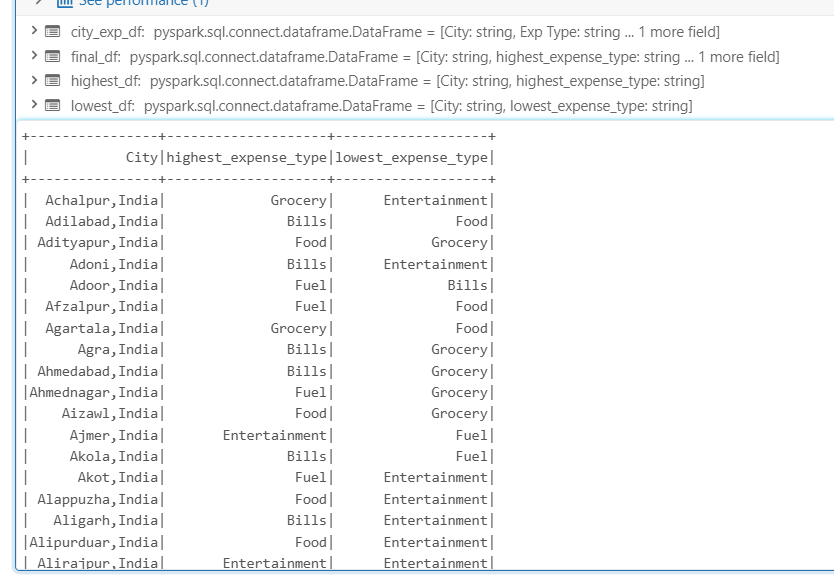 See performance (1)
city_exp_df: pyspark.sql.connect.dataframe.DataFrame = [City: string, Exp Type: string ... 1 more field]
final_df: pyspark.sql.connect.dataframe.DataFrame = [City: string, highest_expense_type: string ... 1 more field]
highest_df: pyspark.sql.connect.dataframe.DataFrame = [City: string, highest_expense_type: string]
lowest_df: pyspark.sql.connect.dataframe.DataFrame = [City: string, lowest_expense_type: string]
+----------------+--------------------+-------------------+
|            City|highest_expense_type|lowest_expense_type|
+----------------+--------------------+-------------------+
|  Achalpur,India|             Grocery|      Entertainment|
|  Adilabad,India|               Bills|               Food|
| Adityapur,India|                Food|            Grocery|
|     Adoni,India|               Bills|      Entertainment|
|     Adoor,India|                Fuel|              Bills|
|  Afzalpur,India|                Fuel|               Food|
|  Agartala,India|             Grocery|               Food|
|      Agra,India|               Bills|            Grocery|
| Ahmedabad,India|               Bills|            Grocery|
|Ahmednagar,India|                Fuel|            Grocery|
|    Aizawl,India|                Food|            Grocery|
|     Ajmer,India|       Entertainment|               Fuel|
|     Akola,India|               Bills|               Fuel|
|      Akot,India|                Fuel|      Entertainment|
| Alappuzha,India|                Food|      Entertainment|
|   Aligarh,India|               Bills|      Entertainment|
|Alipurduar,India|                Food|      Entertainment|
| Alirajpur,India|       Entertainment|      Entertainment|